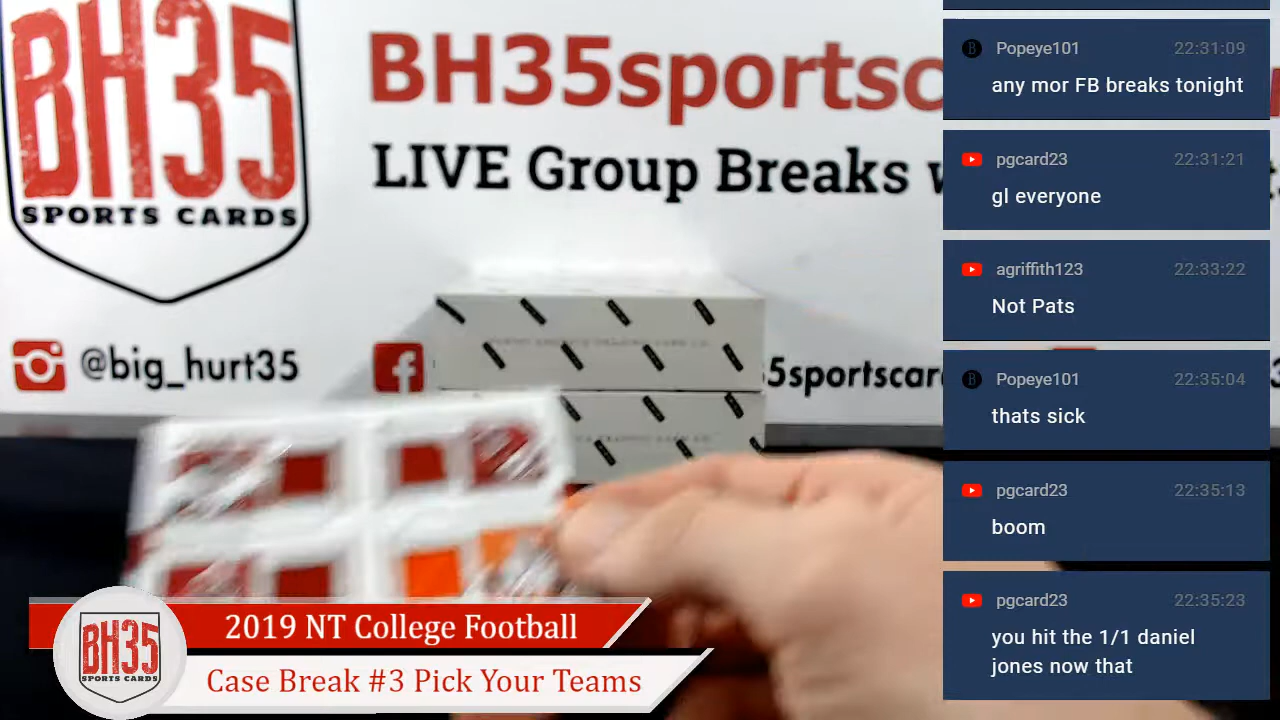 BH35
SPORTS CARDS
BH35sportsc
LIVE Group Breaks
@big_hurt35
35sportscar
BH35
SPORTS CARDS
2019 NT College Football
Case Break #3 Pick Your Teams
Popeye101 22:31:09
any mor FB breaks tonight
pgcard23 22:31:21
gl everyone
agriffith123 22:33:22
Not Pats
Popeye101 22:35:04
thats sick
pgcard23 22:35:13
boom
pgcard23 22:35:23
you hit the 1/1 daniel
jones now that